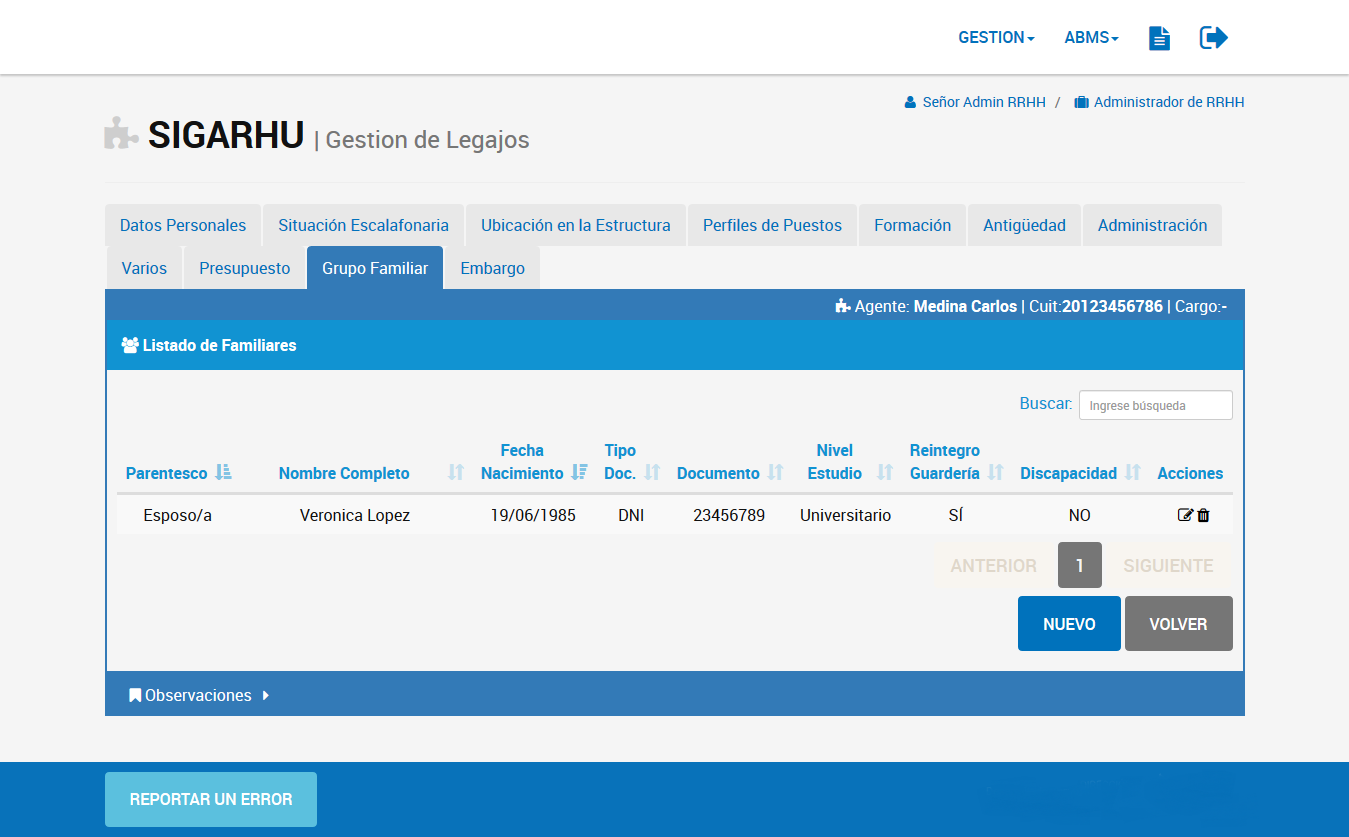 GESTION ABMS
Señor Admin RRHH / Administrador de RRHH
SIGARHU | Gestion de Legajos
Datos Personales Situación Escalafonaria Ubicación en la Estructura Perfiles de Puestos Formación Antigüedad Administración
Varios Presupuesto Grupo Familiar Embargo
Agente: Medina Carlos | Cuit:20123456786 | Cargo:-
Listado de Familiares
Buscar: Ingrese búsqueda
Parentesco Nombre Completo Fecha Nacimiento Tipo Doc. Documento Nivel Estudio Reintegro Guardería Discapacidad Acciones
Esposo/a Veronica Lopez 19/06/1985 DNI 23456789 Universitario SÍ NO
ANTERIOR 1 SIGUIENTE
NUEVO VOLVER
Observaciones
REPORTAR UN ERROR